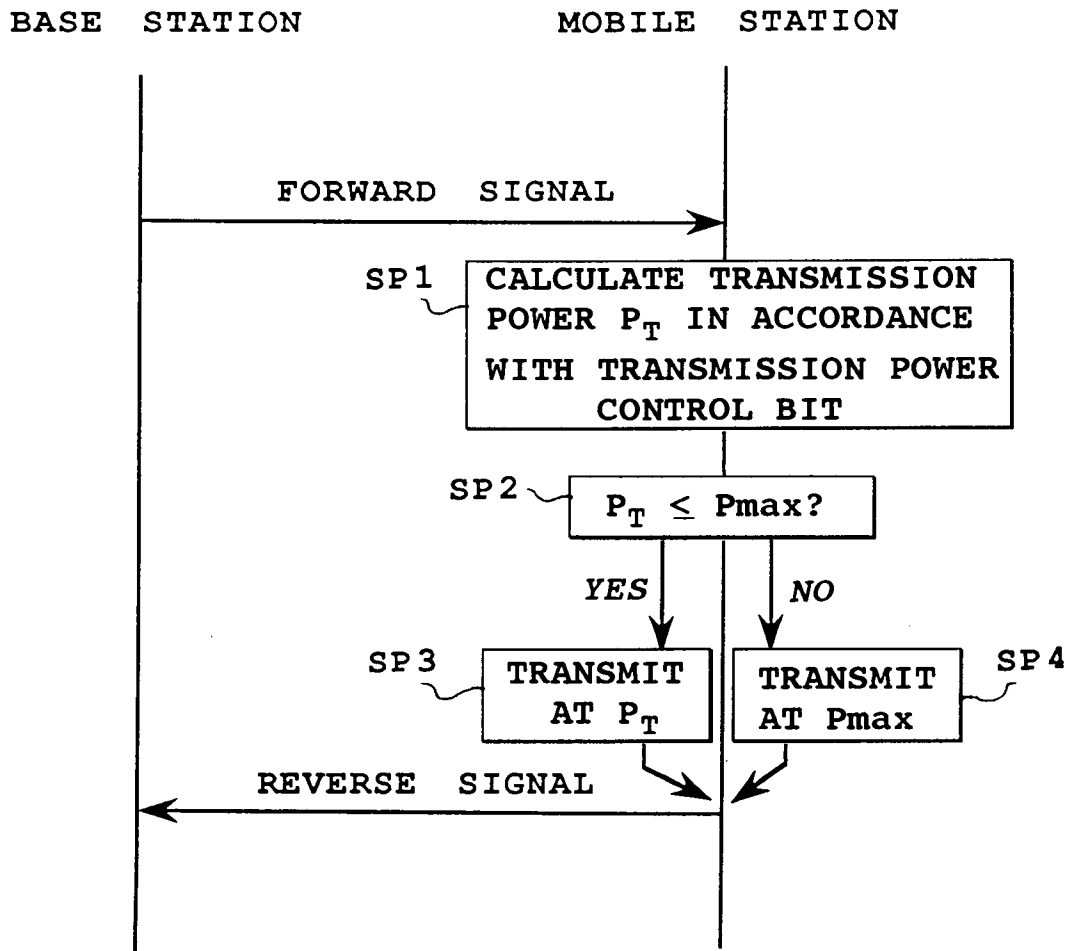 BASE STATION
MOBILE STATION
FORWARD SIGNAL
SP1
CALCULATE TRANSMISSION
POWER P_T IN ACCORDANCE
WITH TRANSMISSION POWER
CONTROL BIT
SP2
P_T ≤ Pmax?
YES
NO
SP3
TRANSMIT
AT P_T
TRANSMIT
AT Pmax
SP4
REVERSE SIGNAL